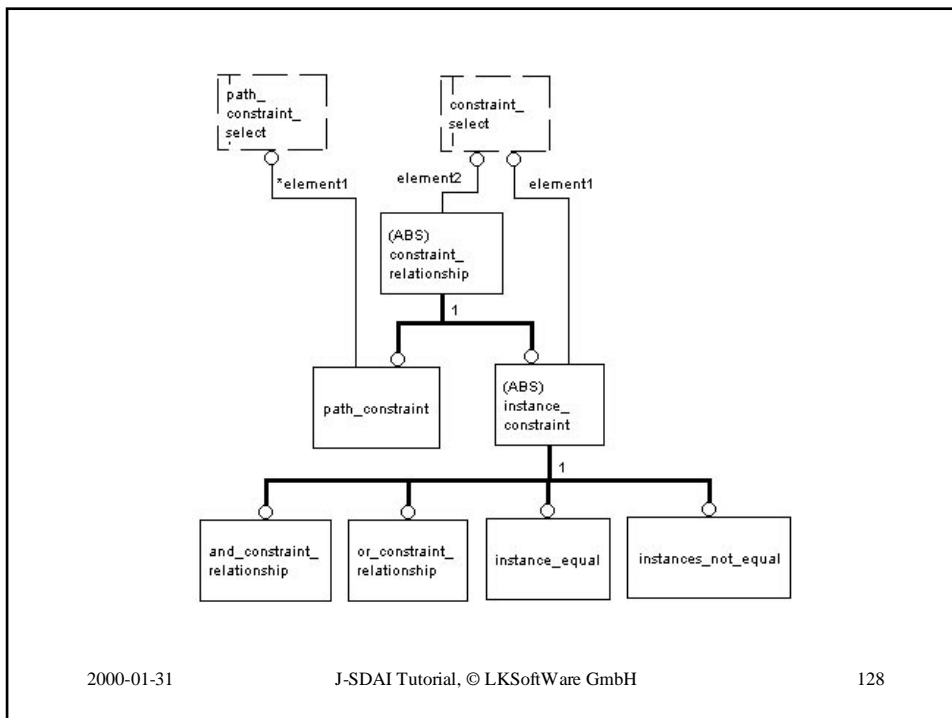 path_
constraint_
select
constraint_
select
*element1
element2
element1
(ABS)
constraint_
relationship
1
path_constraint
(ABS)
instance_
constraint
1
and_constraint_
relationship
or_constraint_
relationship
instance_equal
instances_not_equal
2000-01-31
J-SDAI Tutorial, © LKSoftWare GmbH
128